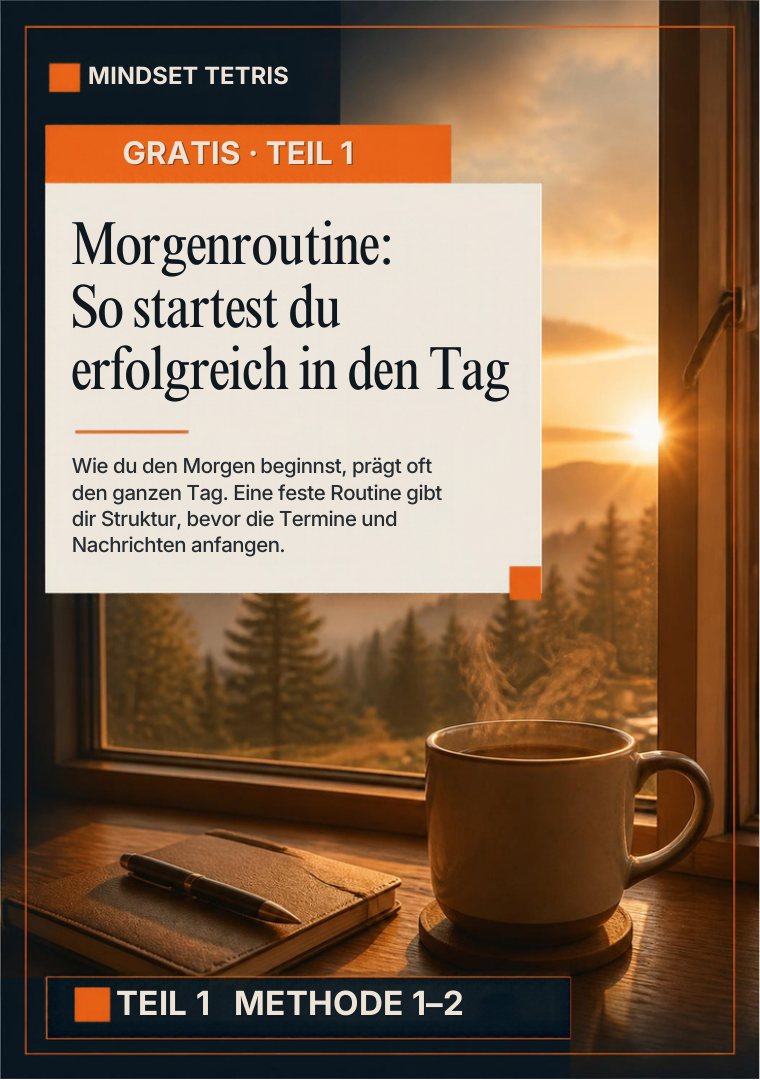 MINDSET TETRIS
GRATIS · TEIL 1
Morgenroutine:
So startest du
erfolgreich in den Tag
Wie du den Morgen beginnst, prägt oft
den ganzen Tag. Eine feste Routine gibt
dir Struktur, bevor die Termine und
Nachrichten anfangen.
TEIL 1 METHODE 1–2